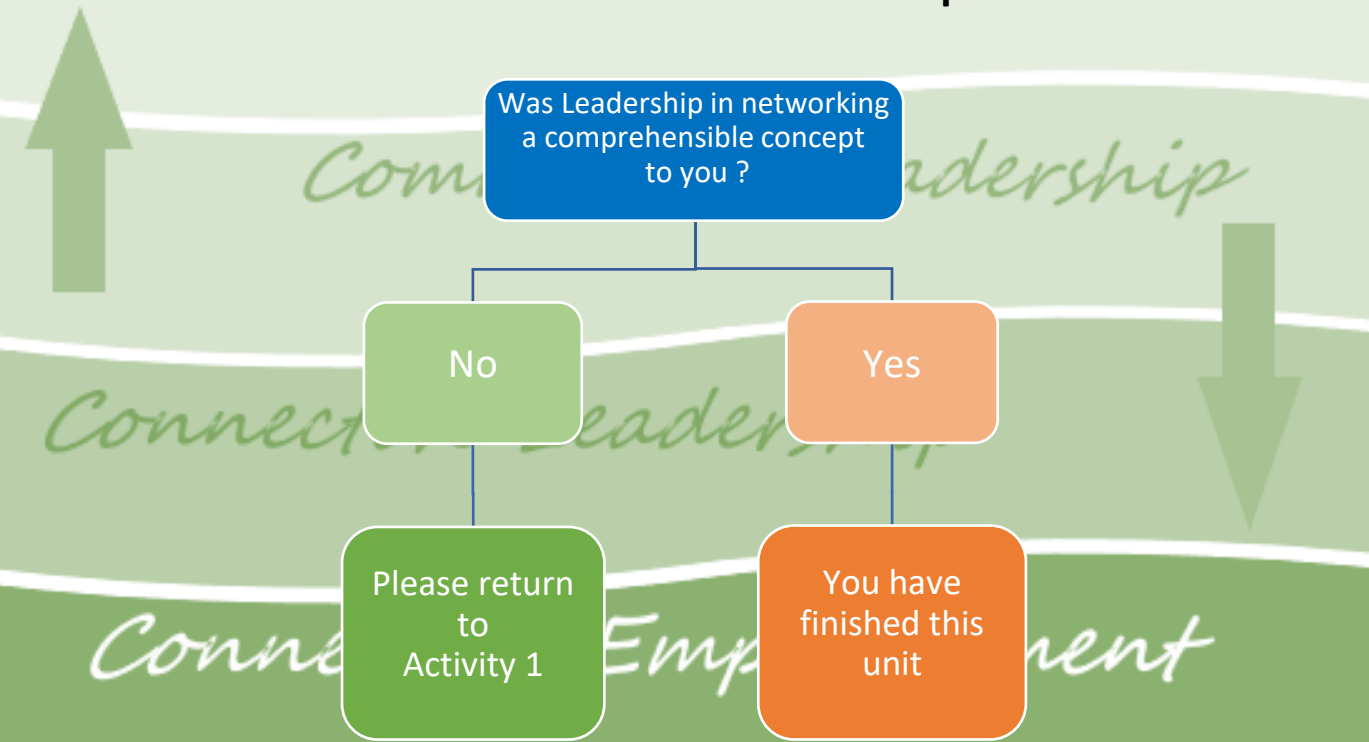 Was Leadership in networking
a comprehensible concept
to you ?
No
Yes
Please return
to
Activity 1
You have
finished this
unit